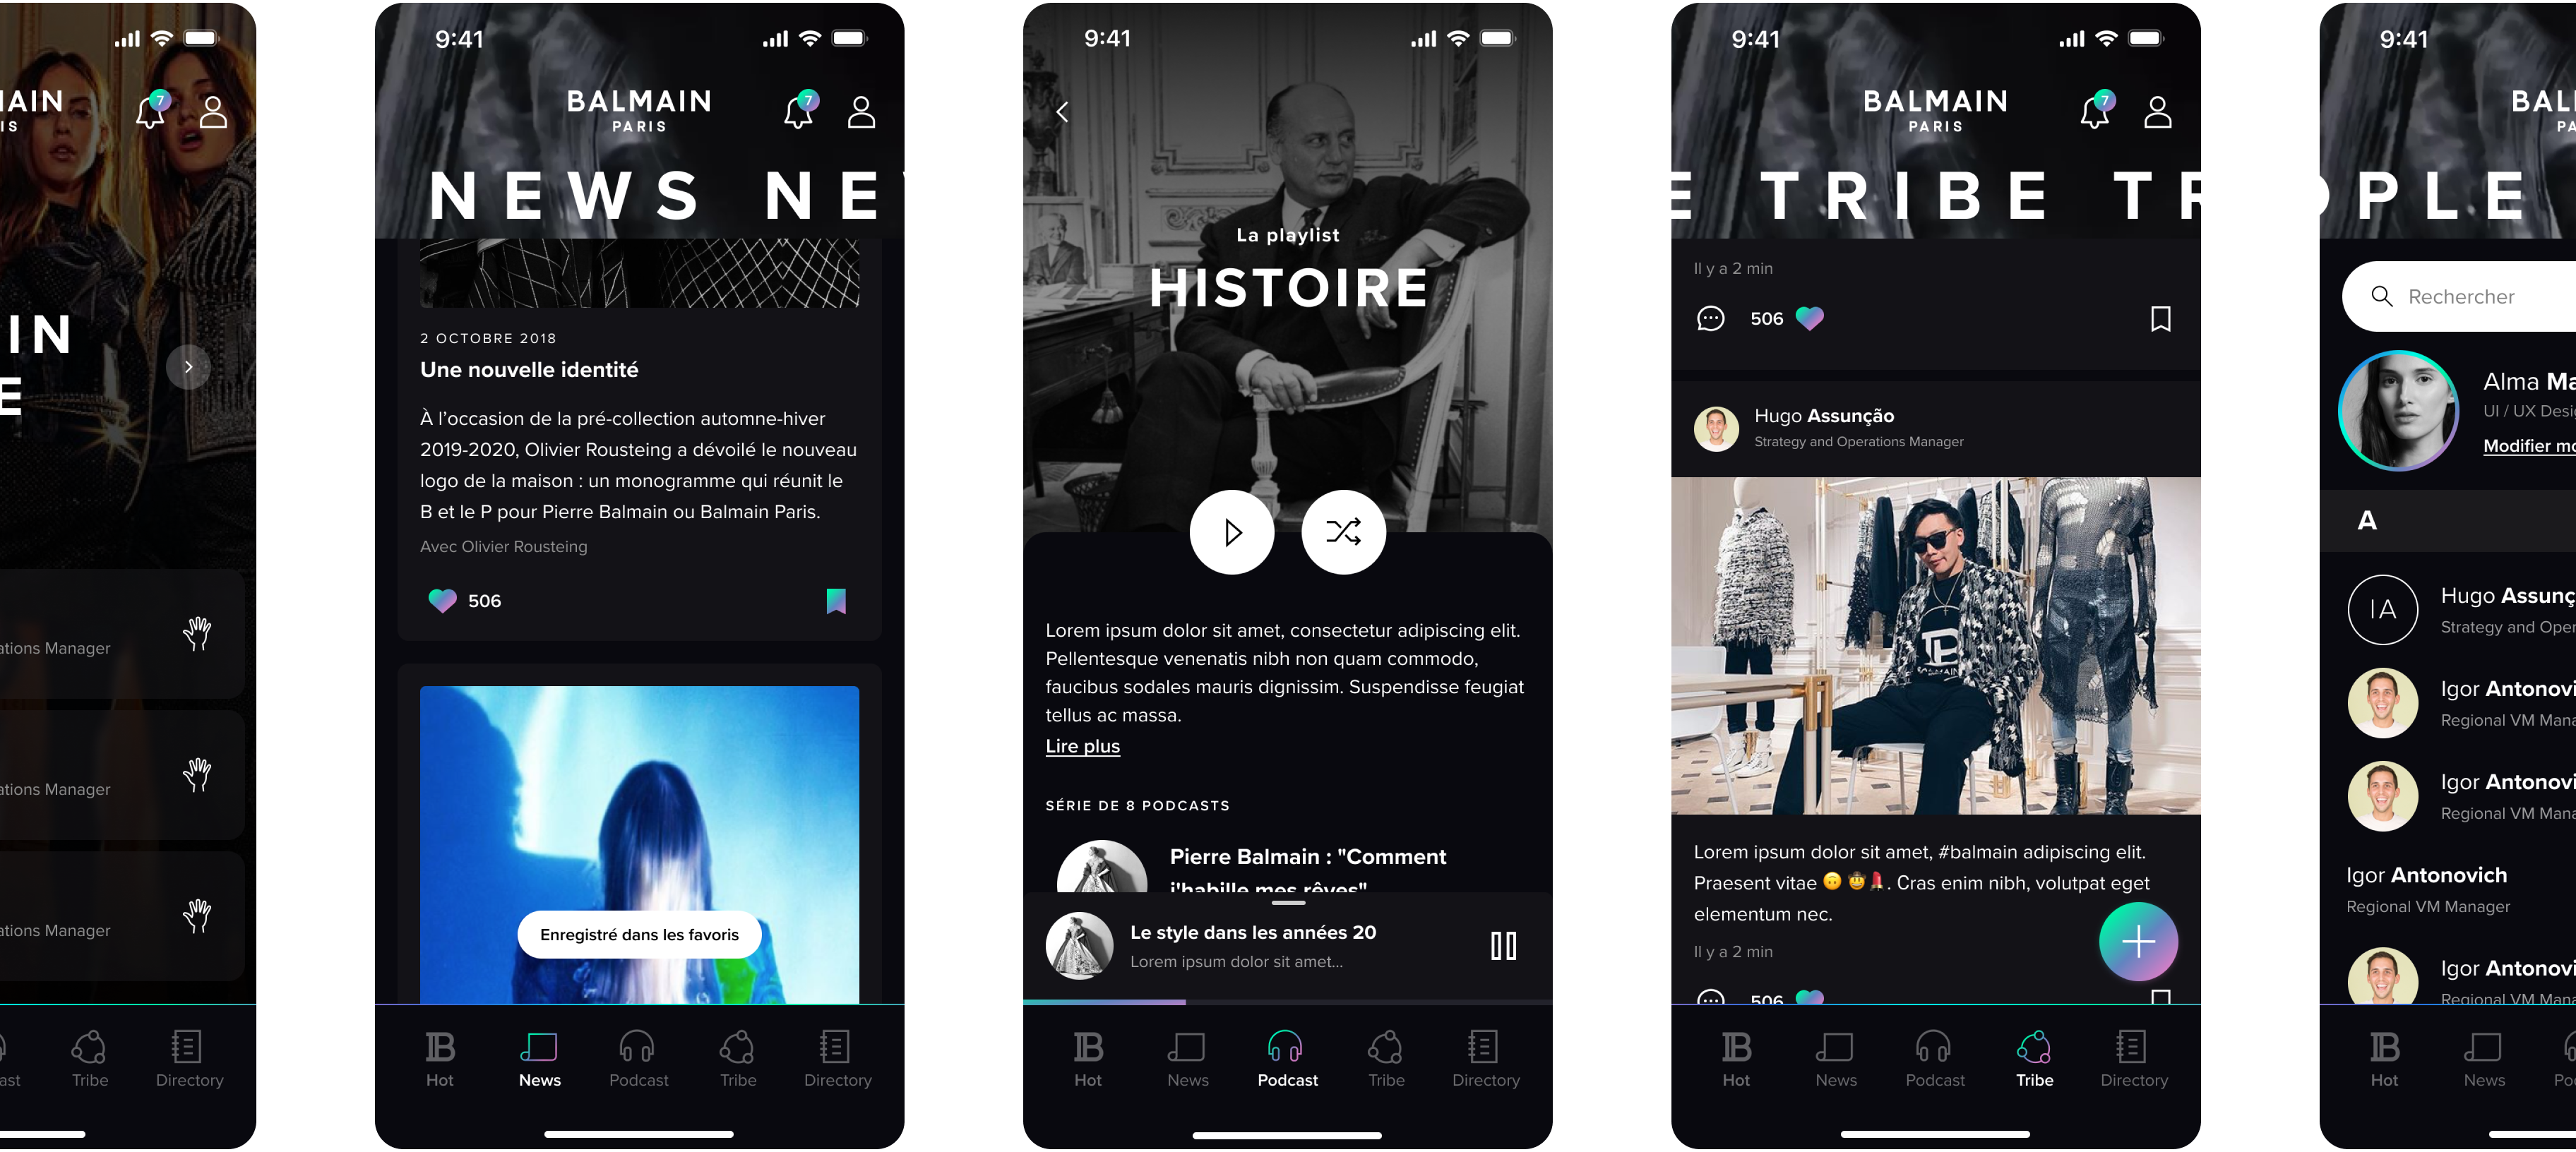 AIN
IS
7
IN
E
ations Manager
ations Manager
ations Manager
ast
Tribe
Directory
9:41
BALMAIN
PARIS
7
NEWS NE
2 OCTOBRE 2018
Une nouvelle identité
À l’occasion de la pré-collection automne-hiver
2019-2020, Olivier Rousteing a dévoilé le nouveau
logo de la maison : un monogramme qui réunit le
B et le P pour Pierre Balmain ou Balmain Paris.
Avec Olivier Rousteing
506
Enregistré dans les favoris
Hot
News
Podcast
Tribe
Directory
9:41
La playlist
HISTOIRE
Lorem ipsum dolor sit amet, consectetur adipiscing elit.
Pellentesque venenatis nibh non quam commodo,
faucibus sodales mauris dignissim. Suspendisse feugiat
tellus ac massa.
Lire plus
SÉRIE DE 8 PODCASTS
Pierre Balmain : "Comment
j'habille mes rêves"
Le style dans les années 20
Lorem ipsum dolor sit amet...
Hot
News
Podcast
Tribe
Directory
9:41
BALMAIN
PARIS
7
E TRIBE TR
Il y a 2 min
506
Hugo Assunção
Strategy and Operations Manager
Lorem ipsum dolor sit amet, #balmain adipiscing elit.
Praesent vitae 🙃 🤠💄. Cras enim nibh, volutpat eget
elementum nec.
Il y a 2 min
506
Hot
News
Podcast
Tribe
Directory
9:41
BALM
PA
OPLE
Rechercher
Alma Ma
UI / UX Desi
Modifier mo
A
IA
Hugo Assunç
Strategy and Oper
Igor Antonovi
Regional VM Mana
Igor Antonovi
Regional VM Mana
Igor Antonovich
Regional VM Manager
Igor Antonovi
Regional VM Mana
Hot
News
Po